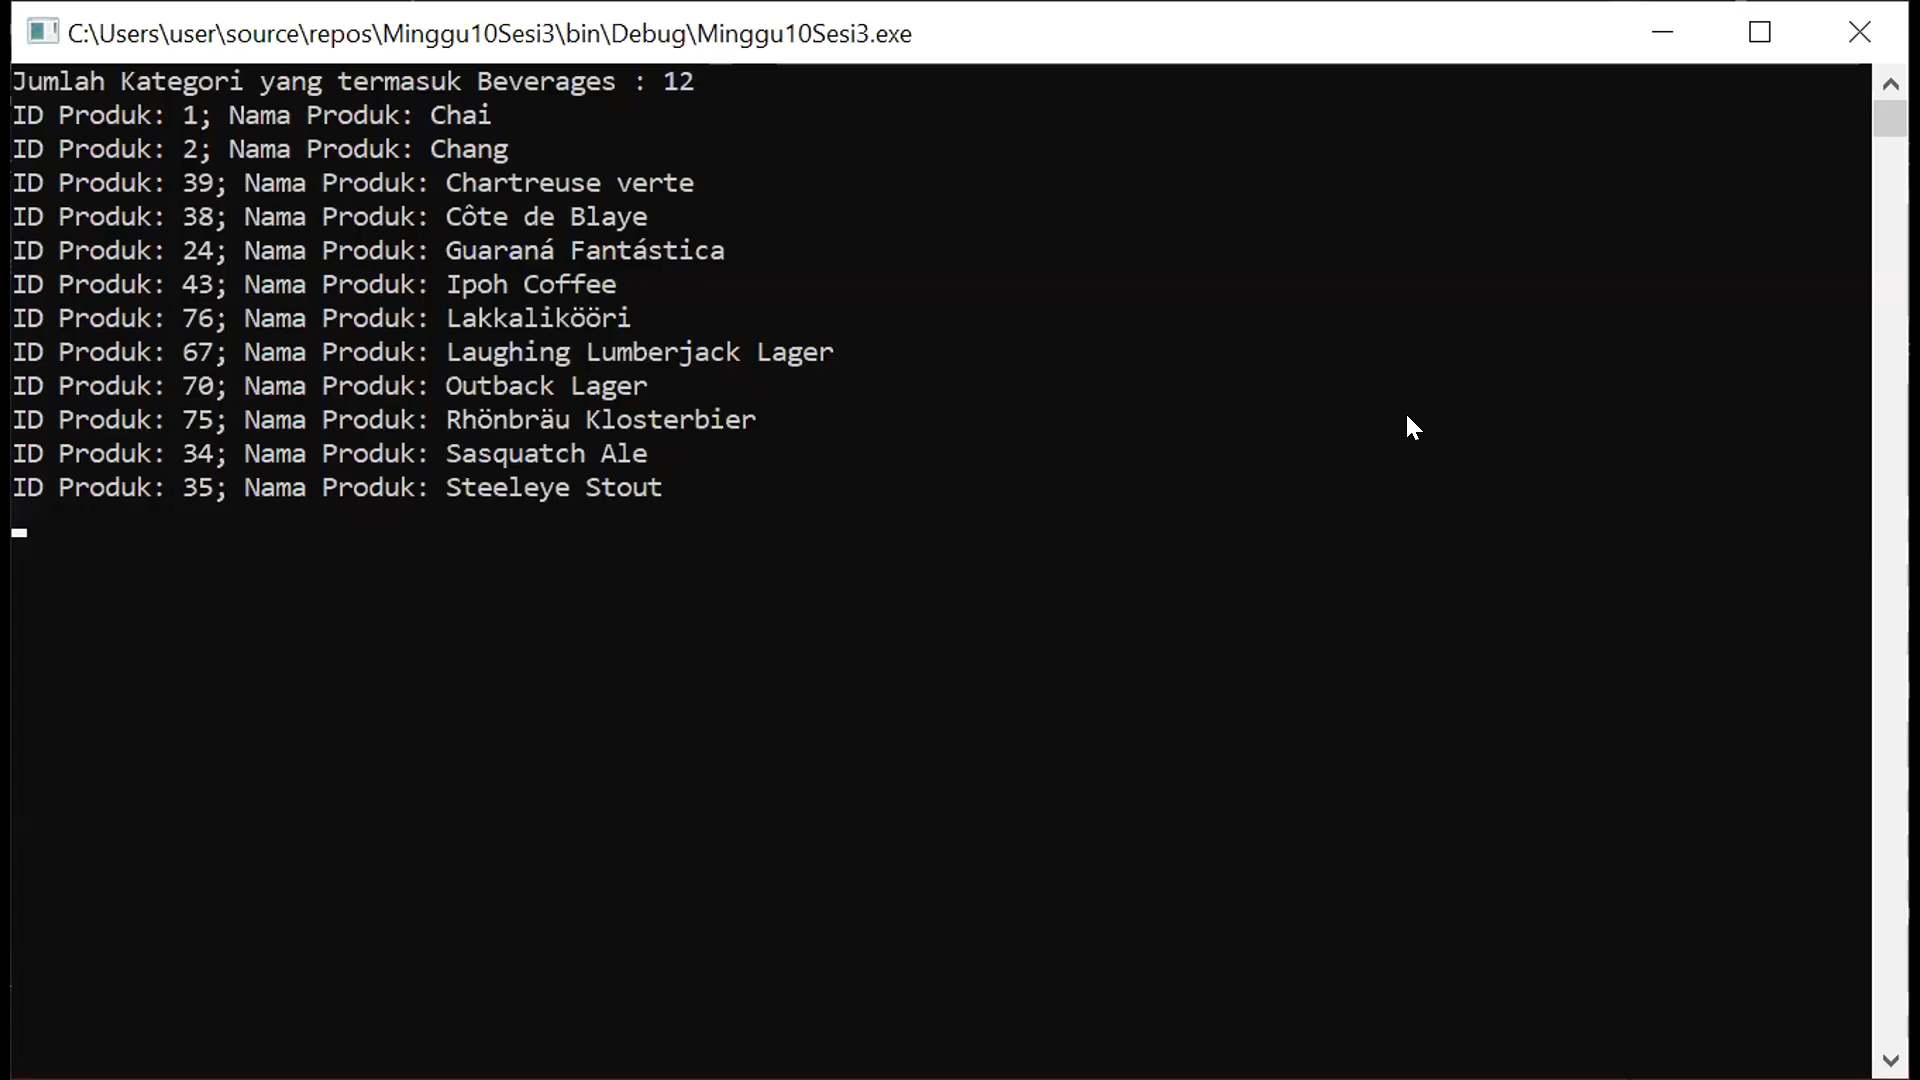 C:\Users\user\source\repos\Minggu10Sesi3\bin\Debug\Minggu10Sesi3.exe
Jumlah Kategori yang termasuk Beverages : 12
ID Produk: 1; Nama Produk: Chai
ID Produk: 2; Nama Produk: Chang
ID Produk: 39; Nama Produk: Chartreuse verte
ID Produk: 38; Nama Produk: Côte de Blaye
ID Produk: 24; Nama Produk: Guaraná Fantástica
ID Produk: 43; Nama Produk: Ipoh Coffee
ID Produk: 76; Nama Produk: Lakkalikööri
ID Produk: 67; Nama Produk: Laughing Lumberjack Lager
ID Produk: 70; Nama Produk: Outback Lager
ID Produk: 75; Nama Produk: Rhönbräu Klosterbier
ID Produk: 34; Nama Produk: Sasquatch Ale
ID Produk: 35; Nama Produk: Steeleye Stout